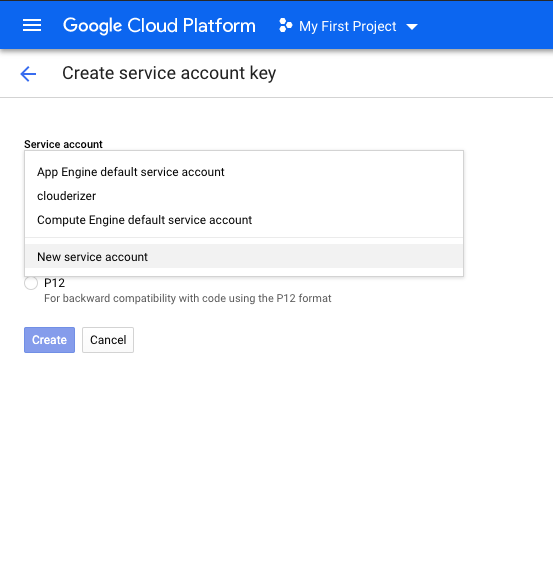 Google Cloud Platform My First Project
Create service account key
Service account
App Engine default service account
clouderizer
Compute Engine default service account
New service account
P12
For backward compatibility with code using the P12 format
Create Cancel